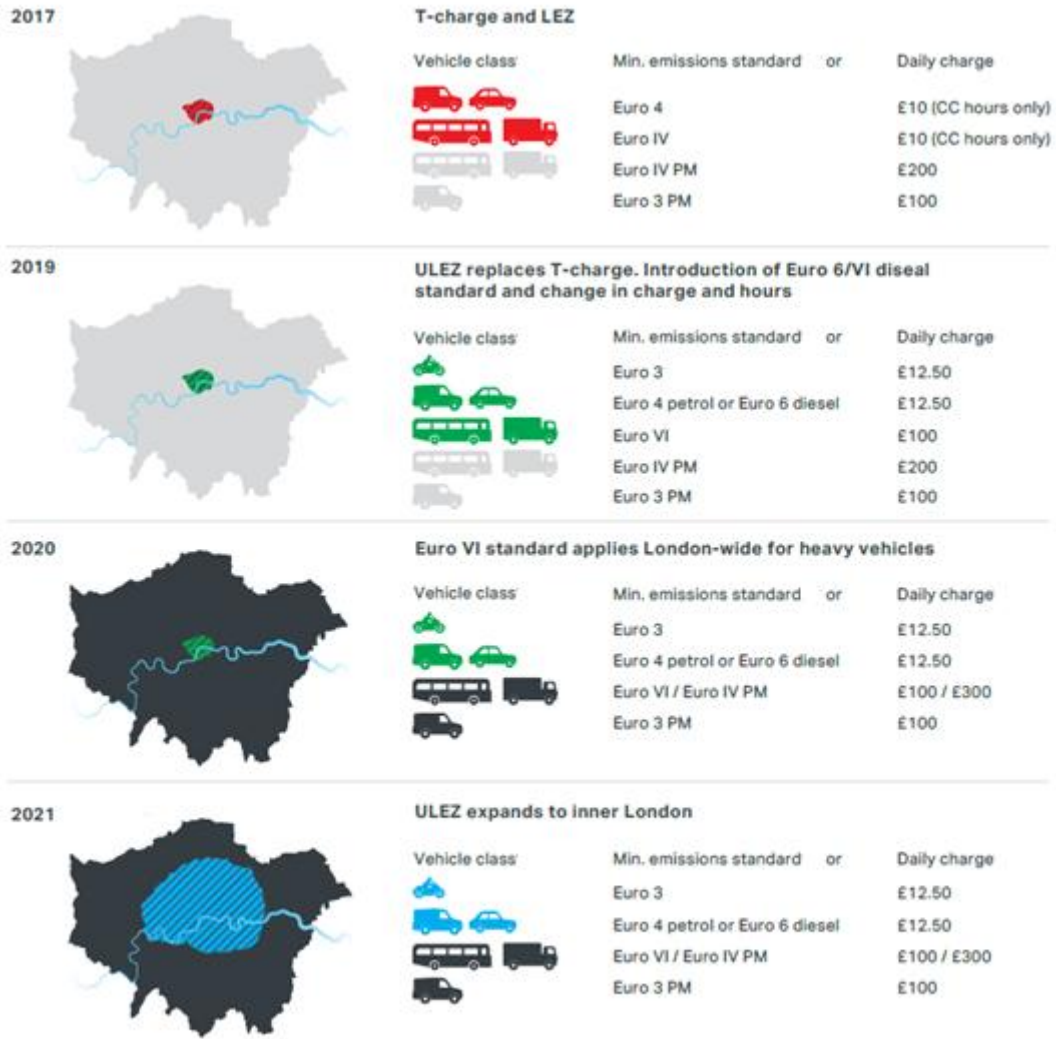 2017
T-charge and LEZ
Vehicle class Min. emissions standard or Daily charge
Euro 4 £10 (CC hours only)
Euro IV £10 (CC hours only)
Euro IV PM £200
Euro 3 PM £100
2019
ULEZ replaces T-charge. Introduction of Euro 6/VI diseal
standard and change in charge and hours
Vehicle class Min. emissions standard or Daily charge
Euro 3 £12.50
Euro 4 petrol or Euro 6 diesel £12.50
Euro VI £100
Euro IV PM £200
Euro 3 PM £100
2020
Euro VI standard applies London-wide for heavy vehicles
Vehicle class Min. emissions standard or Daily charge
Euro 3 £12.50
Euro 4 petrol or Euro 6 diesel £12.50
Euro VI / Euro IV PM £100 / £300
Euro 3 PM £100
2021
ULEZ expands to inner London
Vehicle class Min. emissions standard or Daily charge
Euro 3 £12.50
Euro 4 petrol or Euro 6 diesel £12.50
Euro VI / Euro IV PM £100 / £300
Euro 3 PM £100